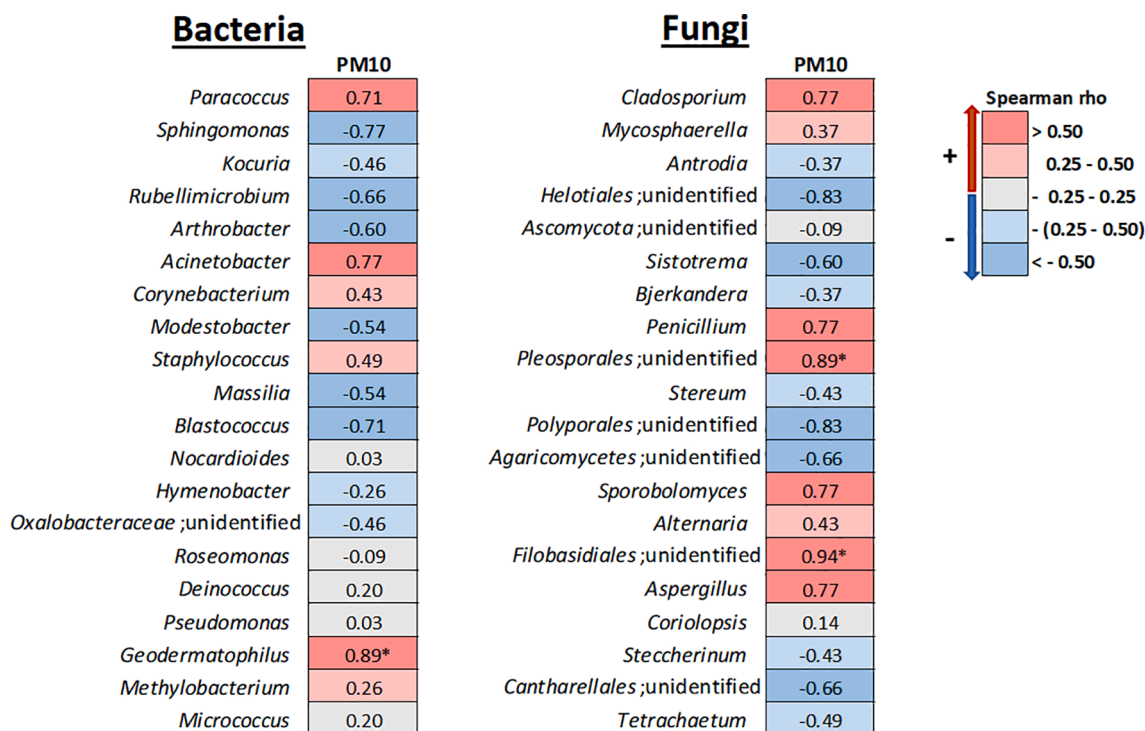 Bacteria
PM10
Paracoccus 0.71
Sphingomonas -0.77
Kocuria -0.46
Rubellimicrobium -0.66
Arthrobacter -0.60
Acinetobacter 0.77
Corynebacterium 0.43
Modestobacter -0.54
Staphylococcus 0.49
Massilia -0.54
Blastococcus -0.71
Nocardioides 0.03
Hymenobacter -0.26
Oxalobacteraceae ;unidentified -0.46
Roseomonas -0.09
Deinococcus 0.20
Pseudomonas 0.03
Geodermatophilus 0.89*
Methylobacterium 0.26
Micrococcus 0.20
Fungi
PM10
Cladosporium 0.77
Mycosphaerella 0.37
Antrodia -0.37
Helotiales ;unidentified -0.83
Ascomycota ;unidentified -0.09
Sistotrema -0.60
Bjerkandera -0.37
Penicillium 0.77
Pleosporales ;unidentified 0.89*
Stereum -0.43
Polyporales ;unidentified -0.83
Agaricomycetes ;unidentified -0.66
Sporobolomyces 0.77
Alternaria 0.43
Filobasidiales ;unidentified 0.94*
Aspergillus 0.77
Coriolopsis 0.14
Steccherinum -0.43
Cantharellales ;unidentified -0.66
Tetrachaetum -0.49
Spearman rho
> 0.50
+ 0.25 - 0.50
- 0.25 - 0.25
- - (0.25 - 0.50)
< - 0.50